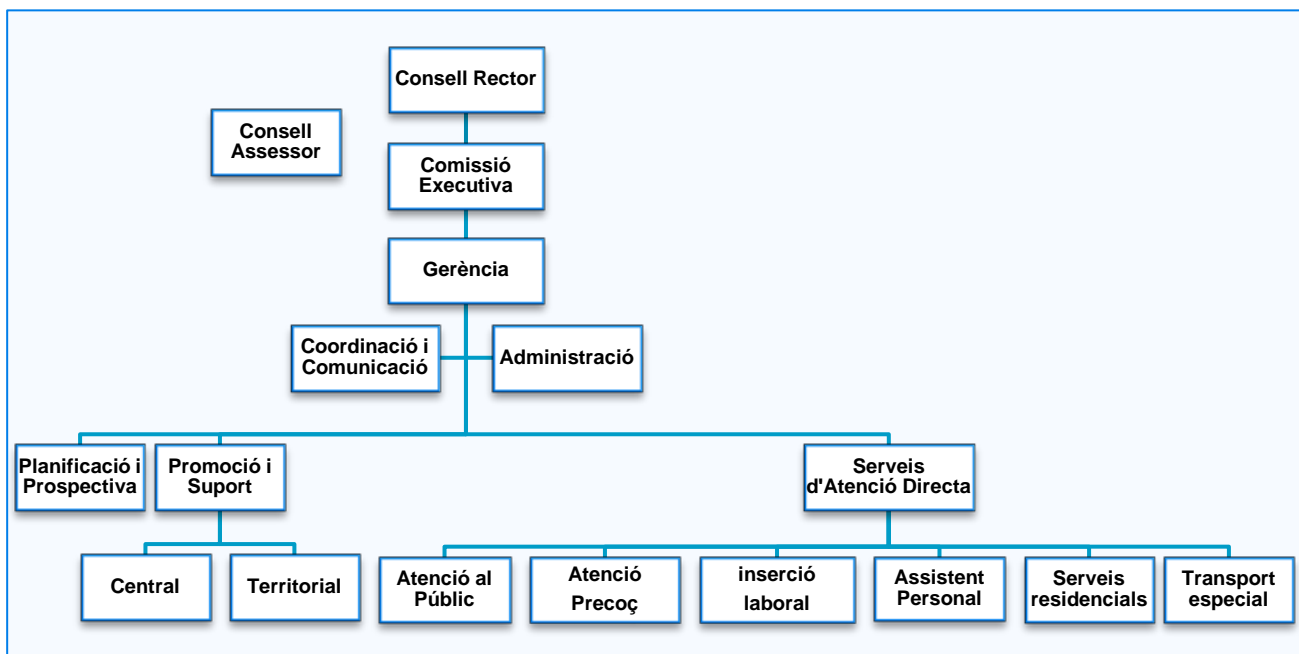 Consell Rector
Consell
Assessor
Comissió
Executiva
Gerència
Coordinació i
Comunicació
Administració
Planificació i
Prospectiva
Promoció i
Suport
Serveis
d'Atenció Directa
Central
Territorial
Atenció al
Públic
Atenció
Precoç
inserció
laboral
Assistent
Personal
Serveis
residencials
Transport
especial